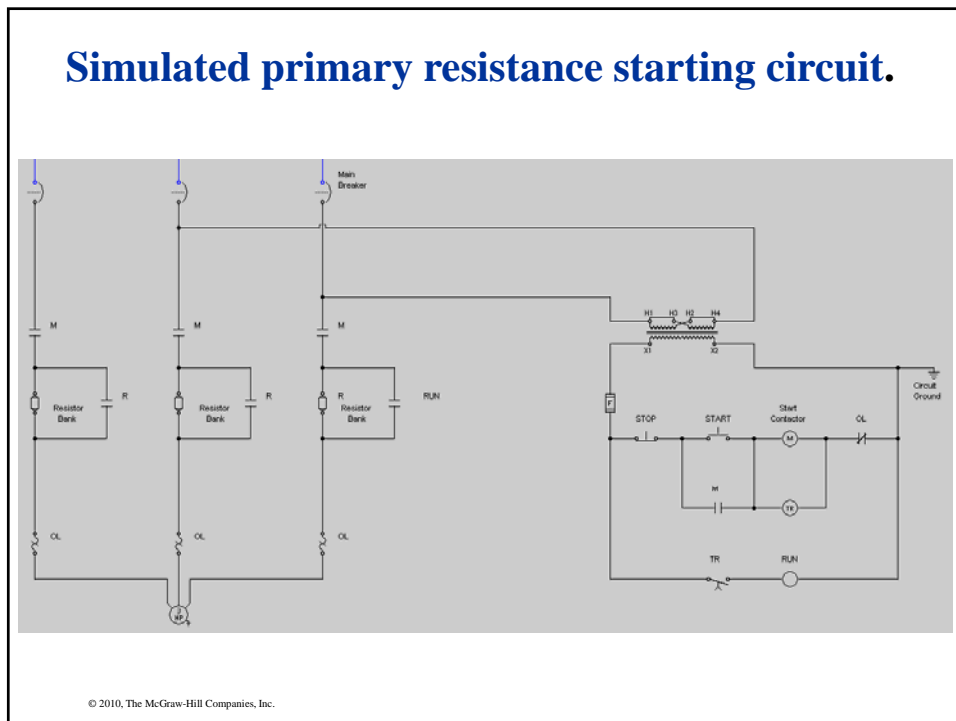 Simulated primary resistance starting circuit.
Main
Breaker
M
M
M
H1 H3 H2 H4
X1 X2
R
R
R
RUN
Resistor
Bank
Resistor
Bank
Resistor
Bank
Circuit
Ground
F
STOP
START
Start
Contactor
OL
M
M
TR
OL
OL
OL
TR
RUN
3
HP
© 2010, The McGraw-Hill Companies, Inc.